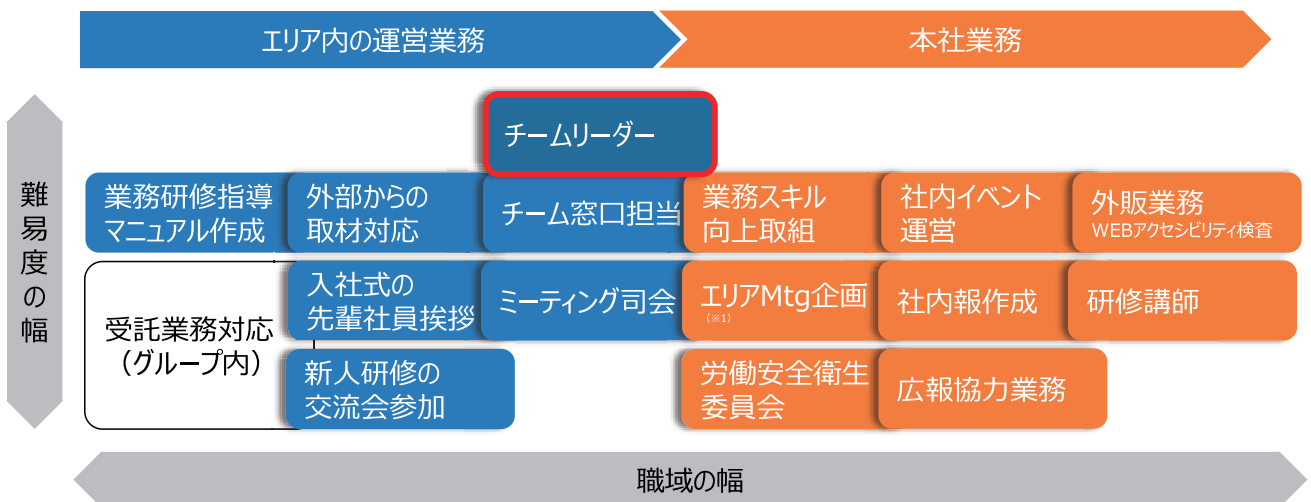 エリア内の運営業務
本社業務
難易度の幅
チームリーダー
業務研修指導
マニュアル作成
外部からの
取材対応
チーム窓口担当
業務スキル
向上取組
社内イベント
運営
外販業務
WEBアクセシビリティ検査
受託業務対応
（グループ内）
入社式の
先輩社員挨拶
ミーティング司会
エリアMtg企画
（※1）
社内報作成
研修講師
新人研修の
交流会参加
労働安全衛生
委員会
広報協力業務
職域の幅